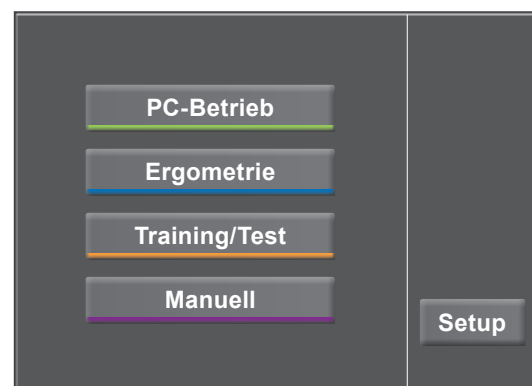 PC-Betrieb
Ergometrie
Training/Test
Manuell
Setup